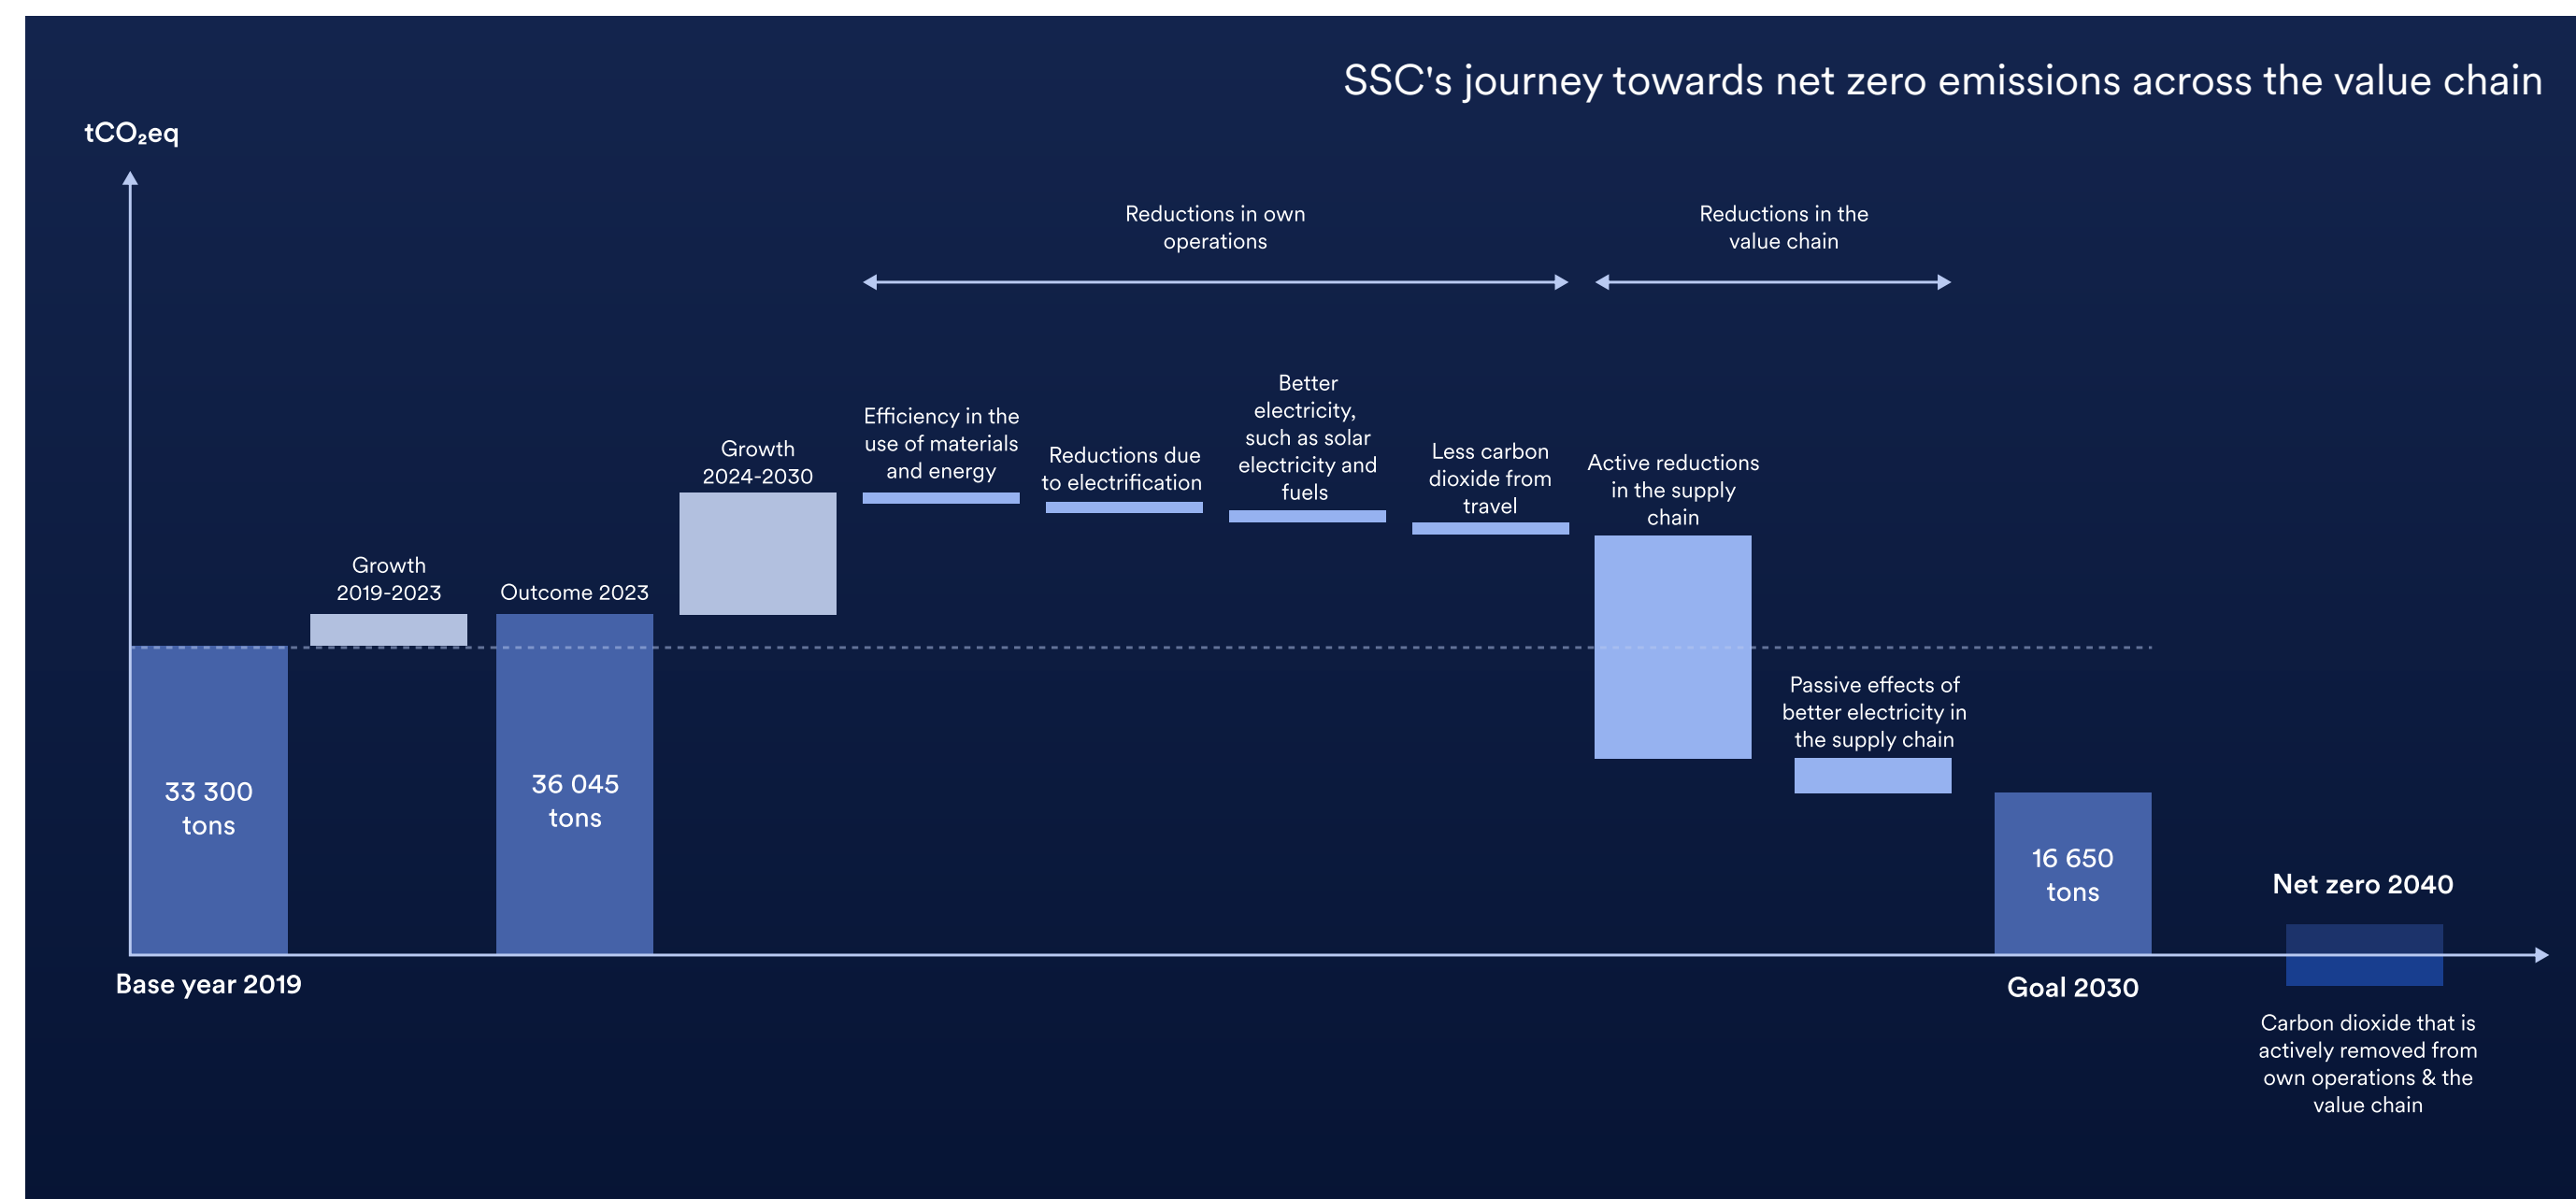 SSC's journey towards net zero emissions across the value chain
tCO₂eq
Reductions in own
operations
Reductions in the
value chain
Growth
2019-2023
Outcome 2023
Growth
2024-2030
Efficiency in the
use of materials
and energy
Reductions due
to electrification
Better
electricity,
such as solar
electricity and
fuels
Less carbon
dioxide from
travel
Active reductions
in the supply
chain
Passive effects of
better electricity in
the supply chain
33 300
tons
36 045
tons
16 650
tons
Net zero 2040
Base year 2019
Goal 2030
Carbon dioxide that is
actively removed from
own operations & the
value chain